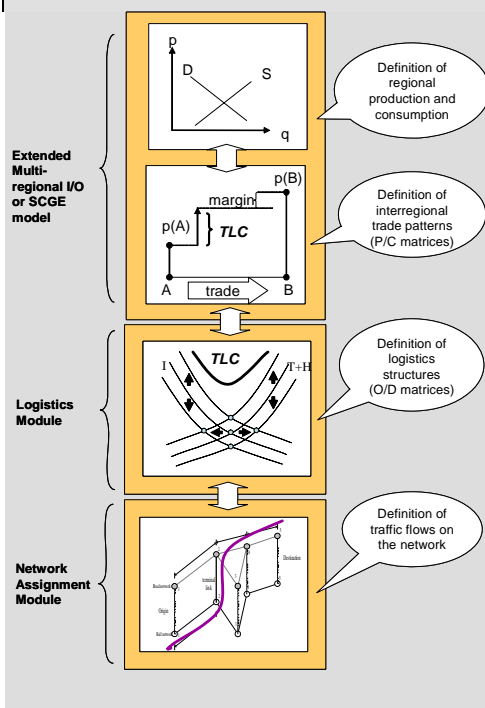 p
D
S
q
Definition of
regional
production and
consumption
Extended
Multi-
regional I/O
or SCGE
model
p(B)
margin
p(A)
TLC
A
trade
B
Definition of
interregional
trade patterns
(P/C matrices)
TLC
I
T+H
Logistics
Module
Definition of
logistics
structures
(O/D matrices)
Network
Assignment
Module
Destination
Origin
Definition of
traffic flows on
the network